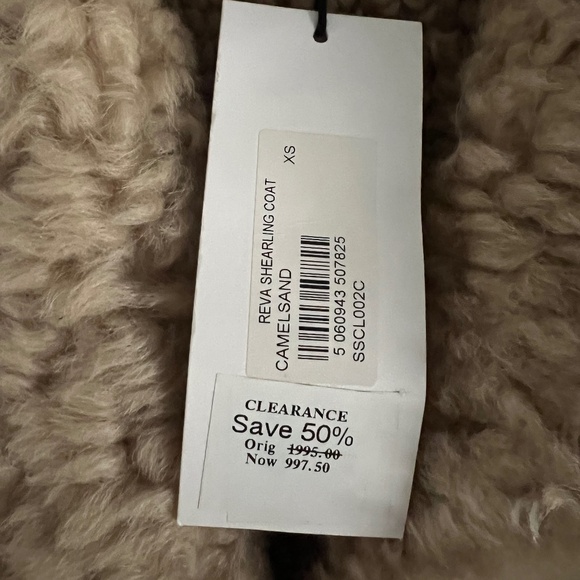 REVA SHEARLING COAT XS
CAMELSAND
5 060943 507825
SSCL002C
CLEARANCE
Save 50%
Orig 1995.00
Now 997.50